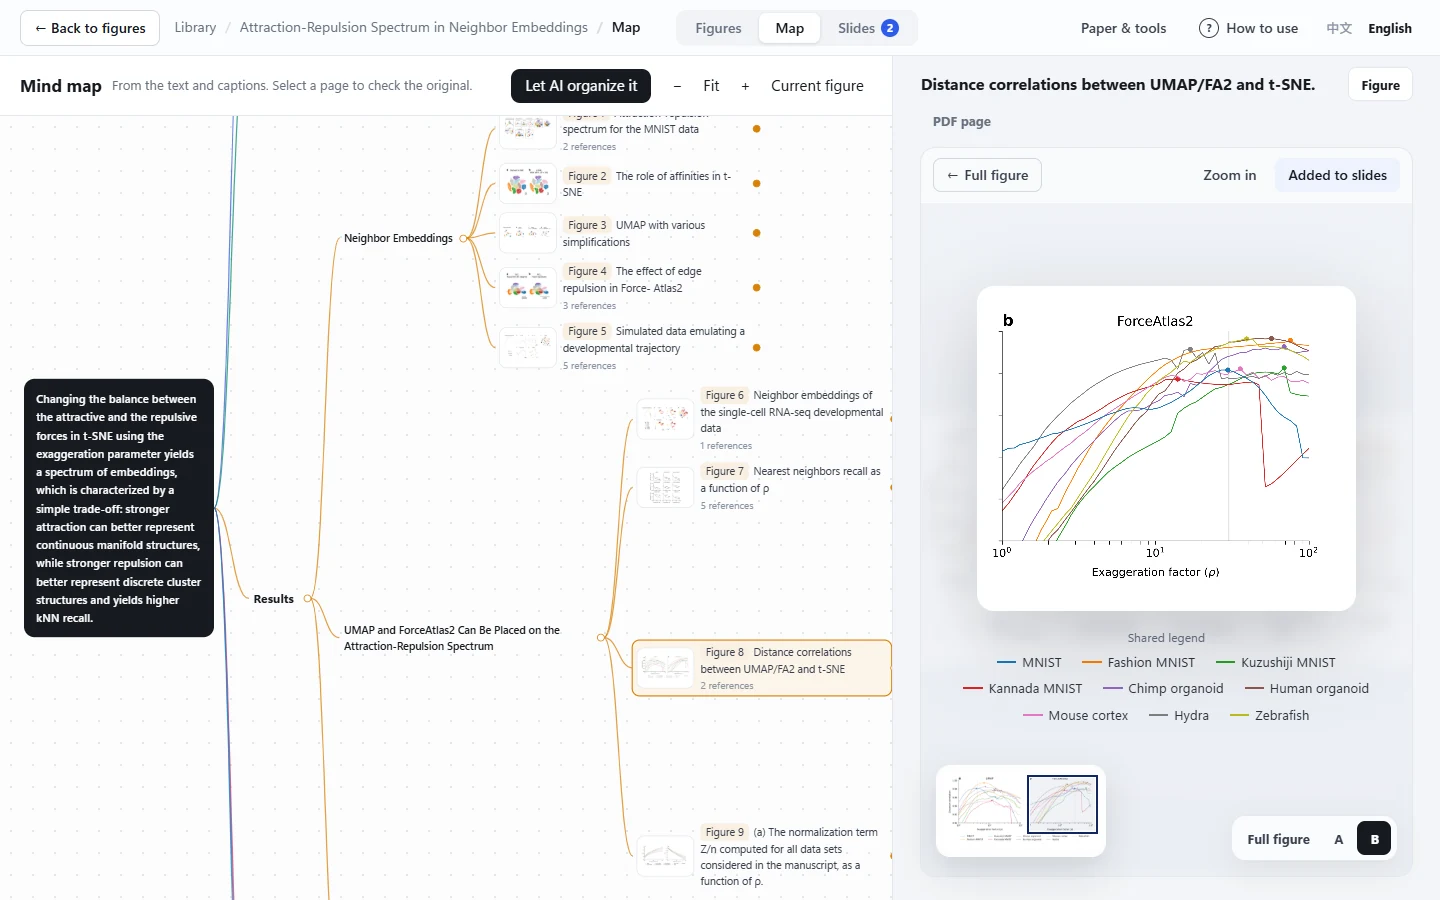 ← Back to figures
Library / Attraction-Repulsion Spectrum in Neighbor Embeddings / Map
Figures
Map
Slides 2
Paper & tools
? How to use
中文
English
Mind map
From the text and captions. Select a page to check the original.
Let AI organize it
−
Fit
+
Current figure
Changing the balance between
the attractive and the repulsive
forces in t-SNE using the
exaggeration parameter yields
a spectrum of embeddings,
which is characterized by a
simple trade-off: stronger
attraction can better represent
continuous manifold structures,
while stronger repulsion can
better represent discrete cluster
structures and yields higher
kNN recall.
Results
Neighbor Embeddings
spectrum for the MNIST data
2 references
Figure 2 The role of affinities in t-
SNE
Figure 3 UMAP with various
simplifications
Figure 4 The effect of edge
repulsion in Force- Atlas2
3 references
Figure 5 Simulated data emulating a
developmental trajectory
5 references
UMAP and ForceAtlas2 Can Be Placed on the
Attraction-Repulsion Spectrum
Figure 6 Neighbor embeddings of
the single-cell RNA-seq developmental
data
1 references
Figure 7 Nearest neighbors recall as
a function of ρ
5 references
Figure 8 Distance correlations
between UMAP/FA2 and t-SNE
2 references
Figure 9 (a) The normalization term
Z/n computed for all data sets
considered in the manuscript, as a
function of ρ.
Distance correlations between UMAP/FA2 and t-SNE.
Figure
PDF page
← Full figure
Zoom in
Added to slides
b
ForceAtlas2
10⁰ 10¹ 10²
Exaggeration factor (ρ)
Shared legend
MNIST Fashion MNIST Kuzushiji MNIST
Kannada MNIST Chimp organoid Human organoid
Mouse cortex Hydra Zebrafish
Full figure A B